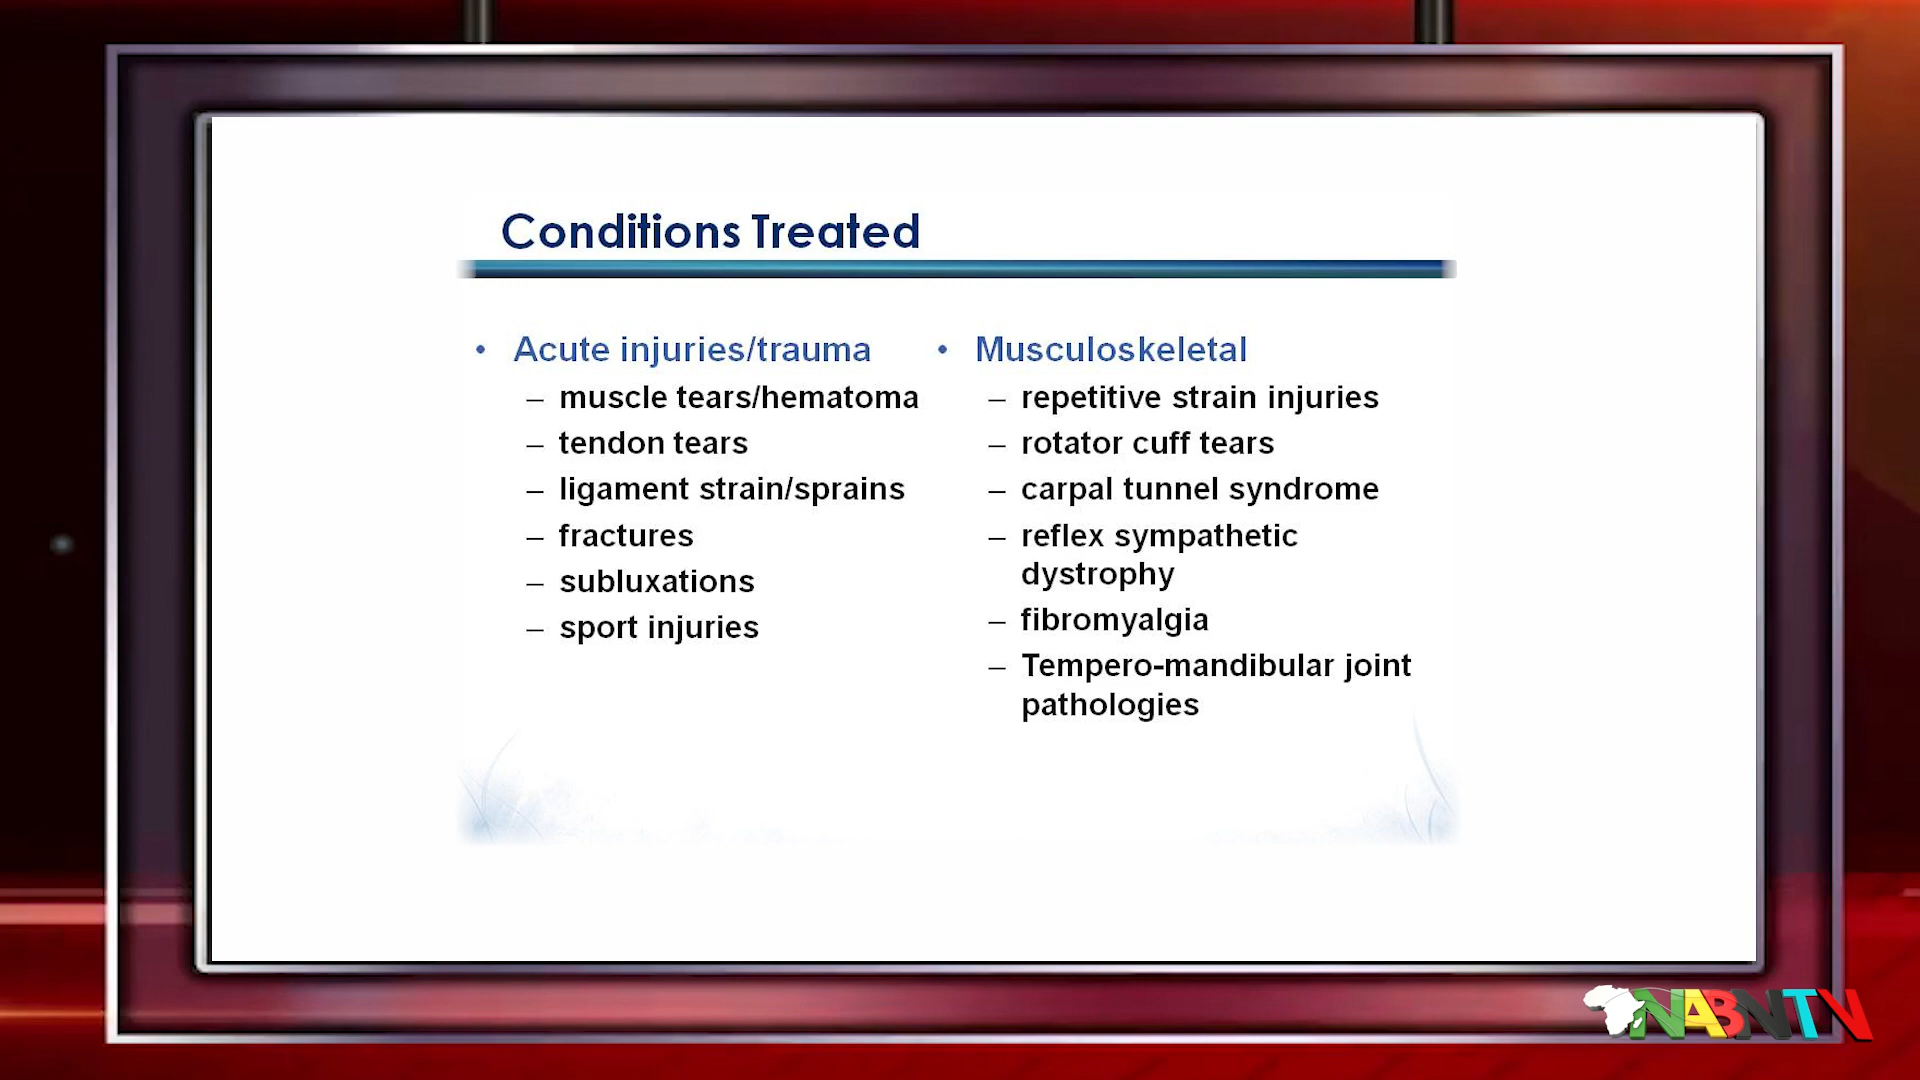 Conditions Treated
• Acute injuries/trauma
– muscle tears/hematoma
– tendon tears
– ligament strain/sprains
– fractures
– subluxations
– sport injuries
• Musculoskeletal
– repetitive strain injuries
– rotator cuff tears
– carpal tunnel syndrome
– reflex sympathetic
dystrophy
– fibromyalgia
– Tempero-mandibular joint
pathologies
NABNTV